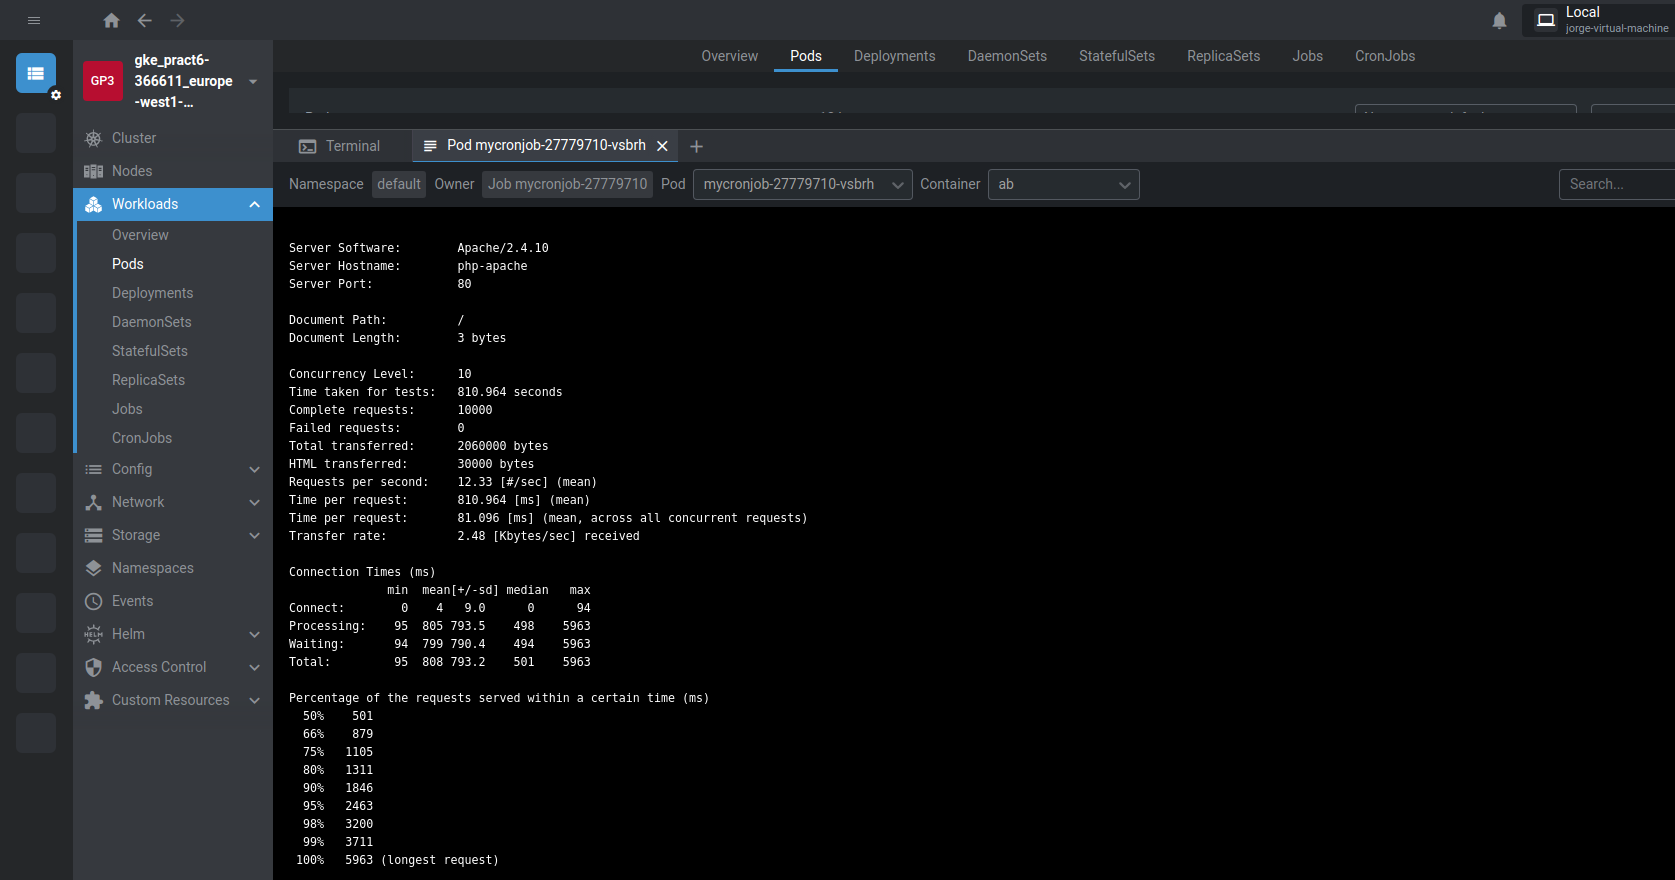 Local
jorge-virtual-machine
GP3
gke_pract6-
366611_europe
-west1-...
Cluster
Nodes
Workloads
Overview
Pods
Deployments
DaemonSets
StatefulSets
ReplicaSets
Jobs
CronJobs
Config
Network
Storage
Namespaces
Events
HELM Helm
Access Control
Custom Resources
Overview Pods Deployments DaemonSets StatefulSets ReplicaSets Jobs CronJobs
Terminal Pod mycronjob-27779710-vsbrh
Namespace default Owner Job mycronjob-27779710 Pod mycronjob-27779710-vsbrh Container ab Search...
Server Software: Apache/2.4.10
Server Hostname: php-apache
Server Port: 80
Document Path: /
Document Length: 3 bytes
Concurrency Level: 10
Time taken for tests: 810.964 seconds
Complete requests: 10000
Failed requests: 0
Total transferred: 2060000 bytes
HTML transferred: 30000 bytes
Requests per second: 12.33 [#/sec] (mean)
Time per request: 810.964 [ms] (mean)
Time per request: 81.096 [ms] (mean, across all concurrent requests)
Transfer rate: 2.48 [Kbytes/sec] received
Connection Times (ms)
min mean[+/-sd] median max
Connect: 0 4 9.0 0 94
Processing: 95 805 793.5 498 5963
Waiting: 94 799 790.4 494 5963
Total: 95 808 793.2 501 5963
Percentage of the requests served within a certain time (ms)
50% 501
66% 879
75% 1105
80% 1311
90% 1846
95% 2463
98% 3200
99% 3711
100% 5963 (longest request)